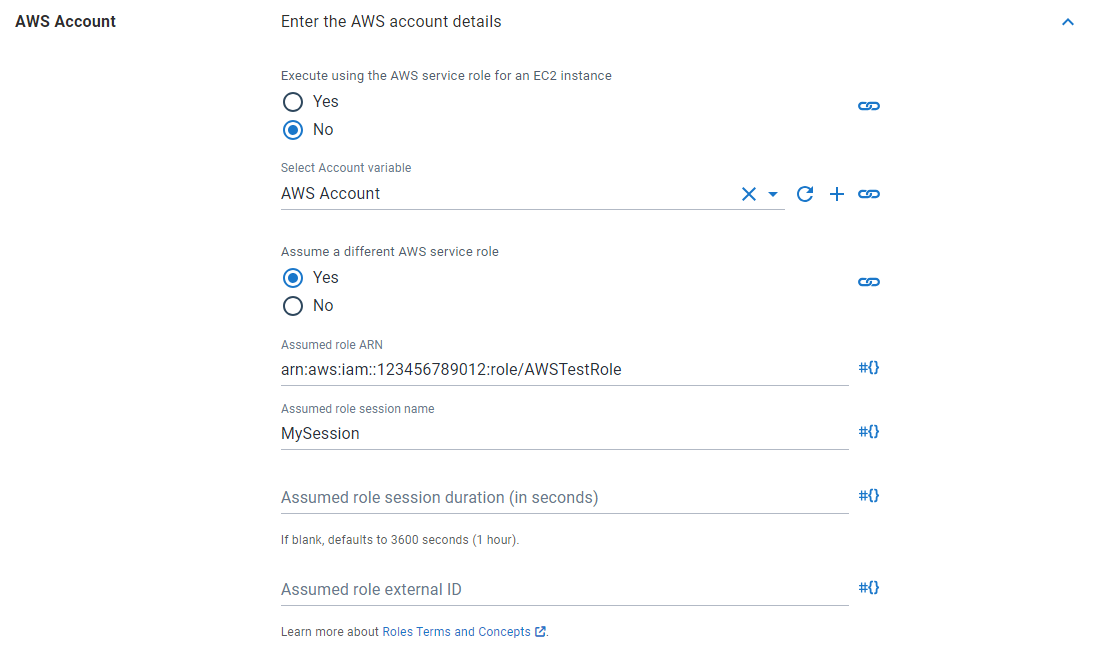 AWS Account
Enter the AWS account details
Execute using the AWS service role for an EC2 instance
Yes
No
Select Account variable
AWS Account
Assume a different AWS service role
Yes
No
Assumed role ARN
arn:aws:iam::123456789012:role/AWSTestRole
#{}
Assumed role session name
MySession
#{}
Assumed role session duration (in seconds)
#{}
If blank, defaults to 3600 seconds (1 hour).
Assumed role external ID
#{}
Learn more about Roles Terms and Concepts.